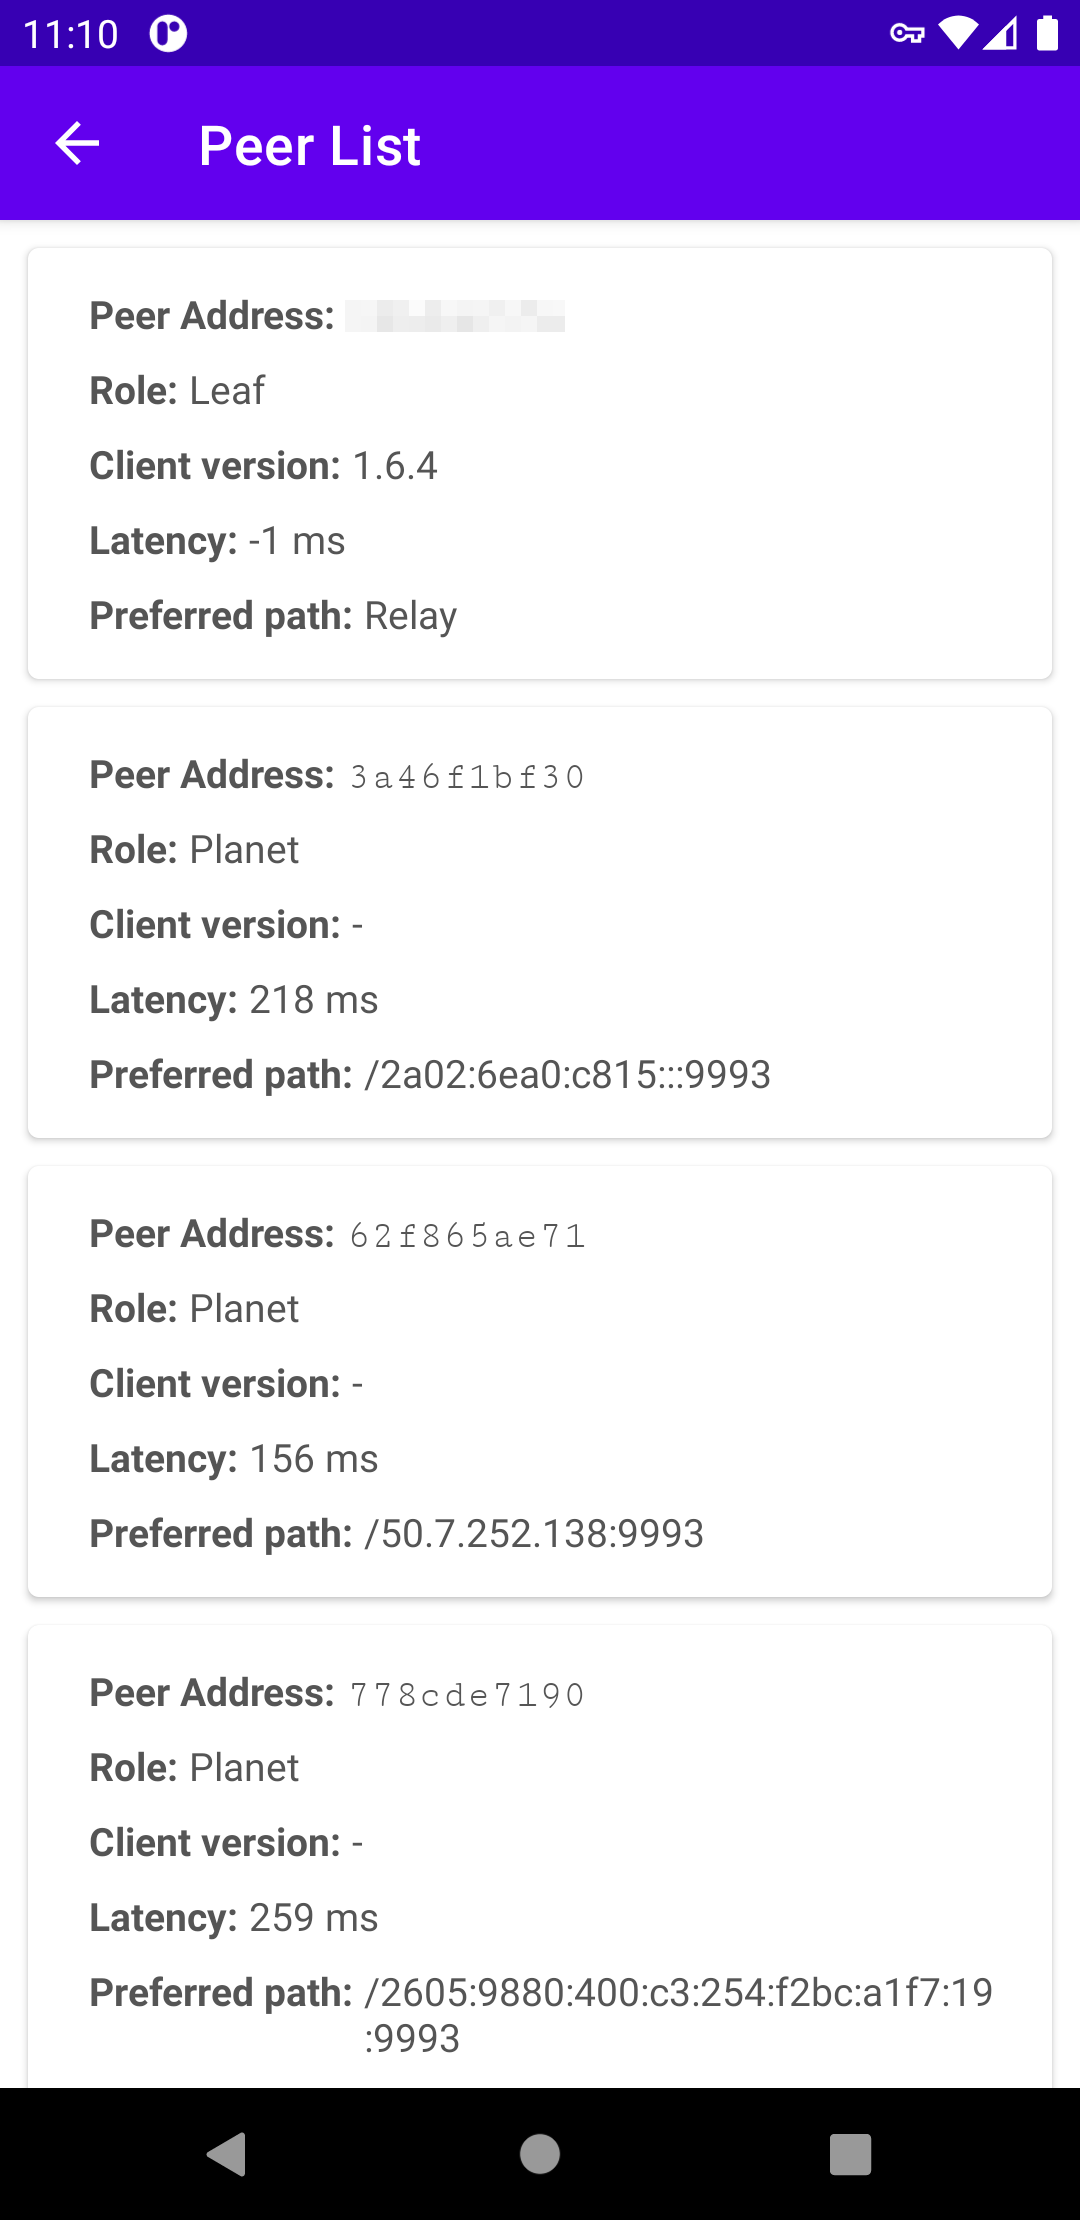 11:10
Peer List
Peer Address:
Role: Leaf
Client version: 1.6.4
Latency: -1 ms
Preferred path: Relay
Peer Address: 3a46f1bf30
Role: Planet
Client version: -
Latency: 218 ms
Preferred path: /2a02:6ea0:c815:::9993
Peer Address: 62f865ae71
Role: Planet
Client version: -
Latency: 156 ms
Preferred path: /50.7.252.138:9993
Peer Address: 778cde7190
Role: Planet
Client version: -
Latency: 259 ms
Preferred path: /2605:9880:400:c3:254:f2bc:a1f7:19
:9993